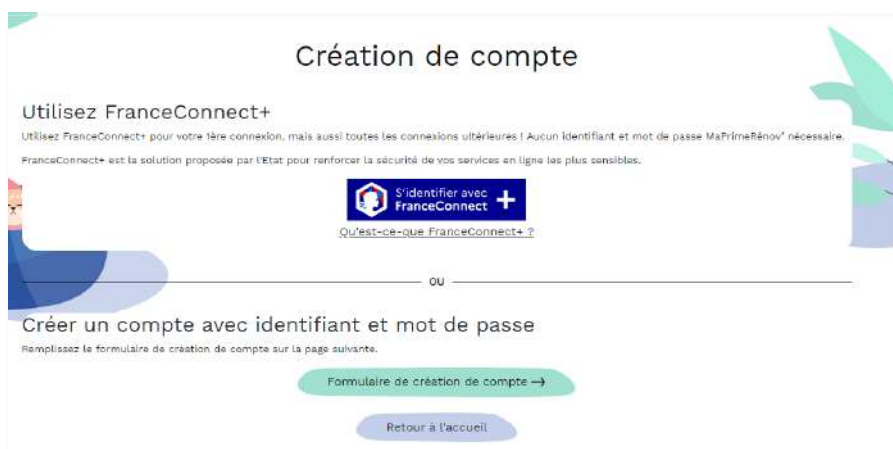 Création de compte
Utilisez FranceConnect+
Utilisez FranceConnect+ pour votre 1ère connexion, mais aussi toutes les connexions ultérieures ! Aucun identifiant et mot de passe MaPrimeRénov' nécessaire.
FranceConnect+ est la solution proposée par l'Etat pour renforcer la sécurité de vos services en ligne les plus sensibles.
S'identifier avec
FranceConnect +
Qu'est-ce-que FranceConnect+ ?
OU
Créer un compte avec identifiant et mot de passe
Remplissez le formulaire de création de compte sur la page suivante.
Formulaire de création de compte →
Retour à l'accueil